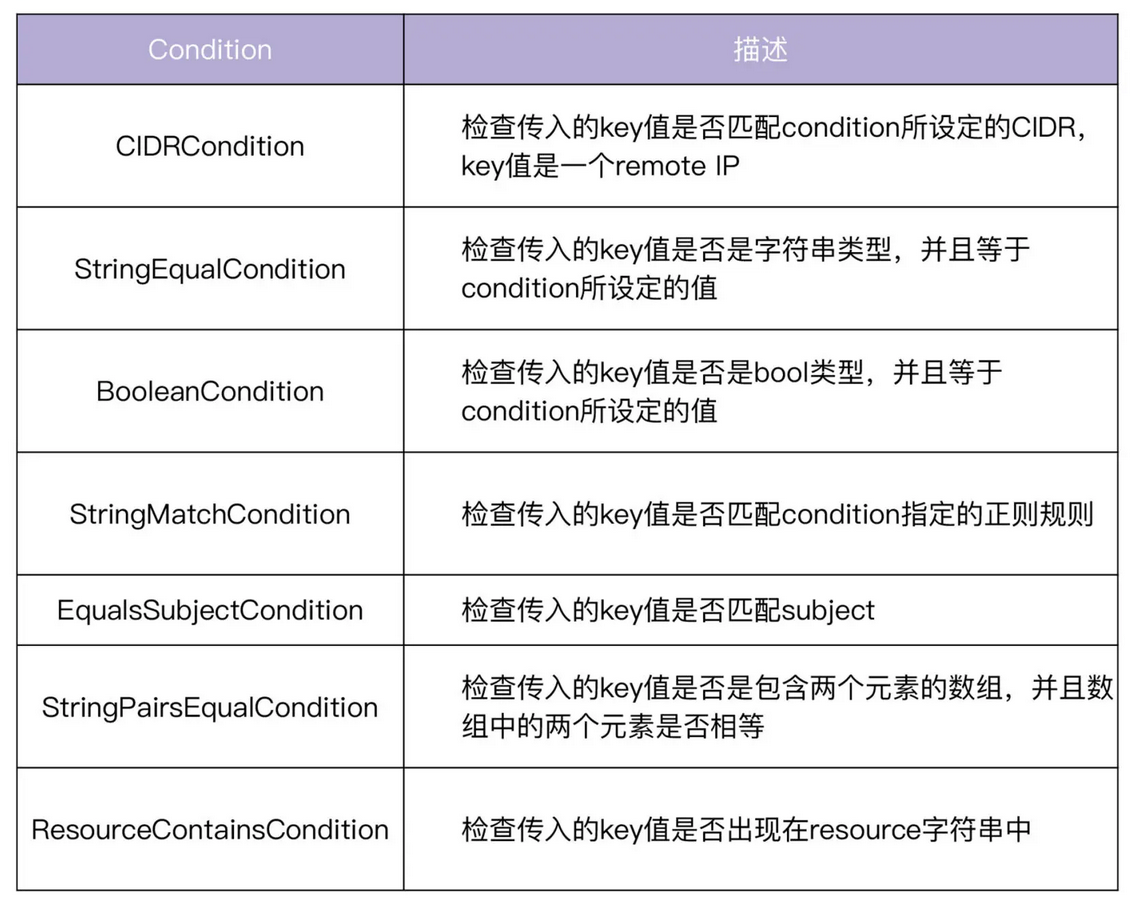 Condition
描述
CIDRCondition
检查传入的key值是否匹配condition所设定的CIDR，
key值是一个remote IP
StringEqualCondition
检查传入的key值是否是字符串类型，并且等于
condition所设定的值
BooleanCondition
检查传入的key值是否是bool类型，并且等于
condition所设定的值
StringMatchCondition
检查传入的key值是否匹配condition指定的正则规则
EqualsSubjectCondition
检查传入的key值是否匹配subject
StringPairsEqualCondition
检查传入的key值是否是包含两个元素的数组，并且数
组中的两个元素是否相等
ResourceContainsCondition
检查传入的key值是否出现在resource字符串中